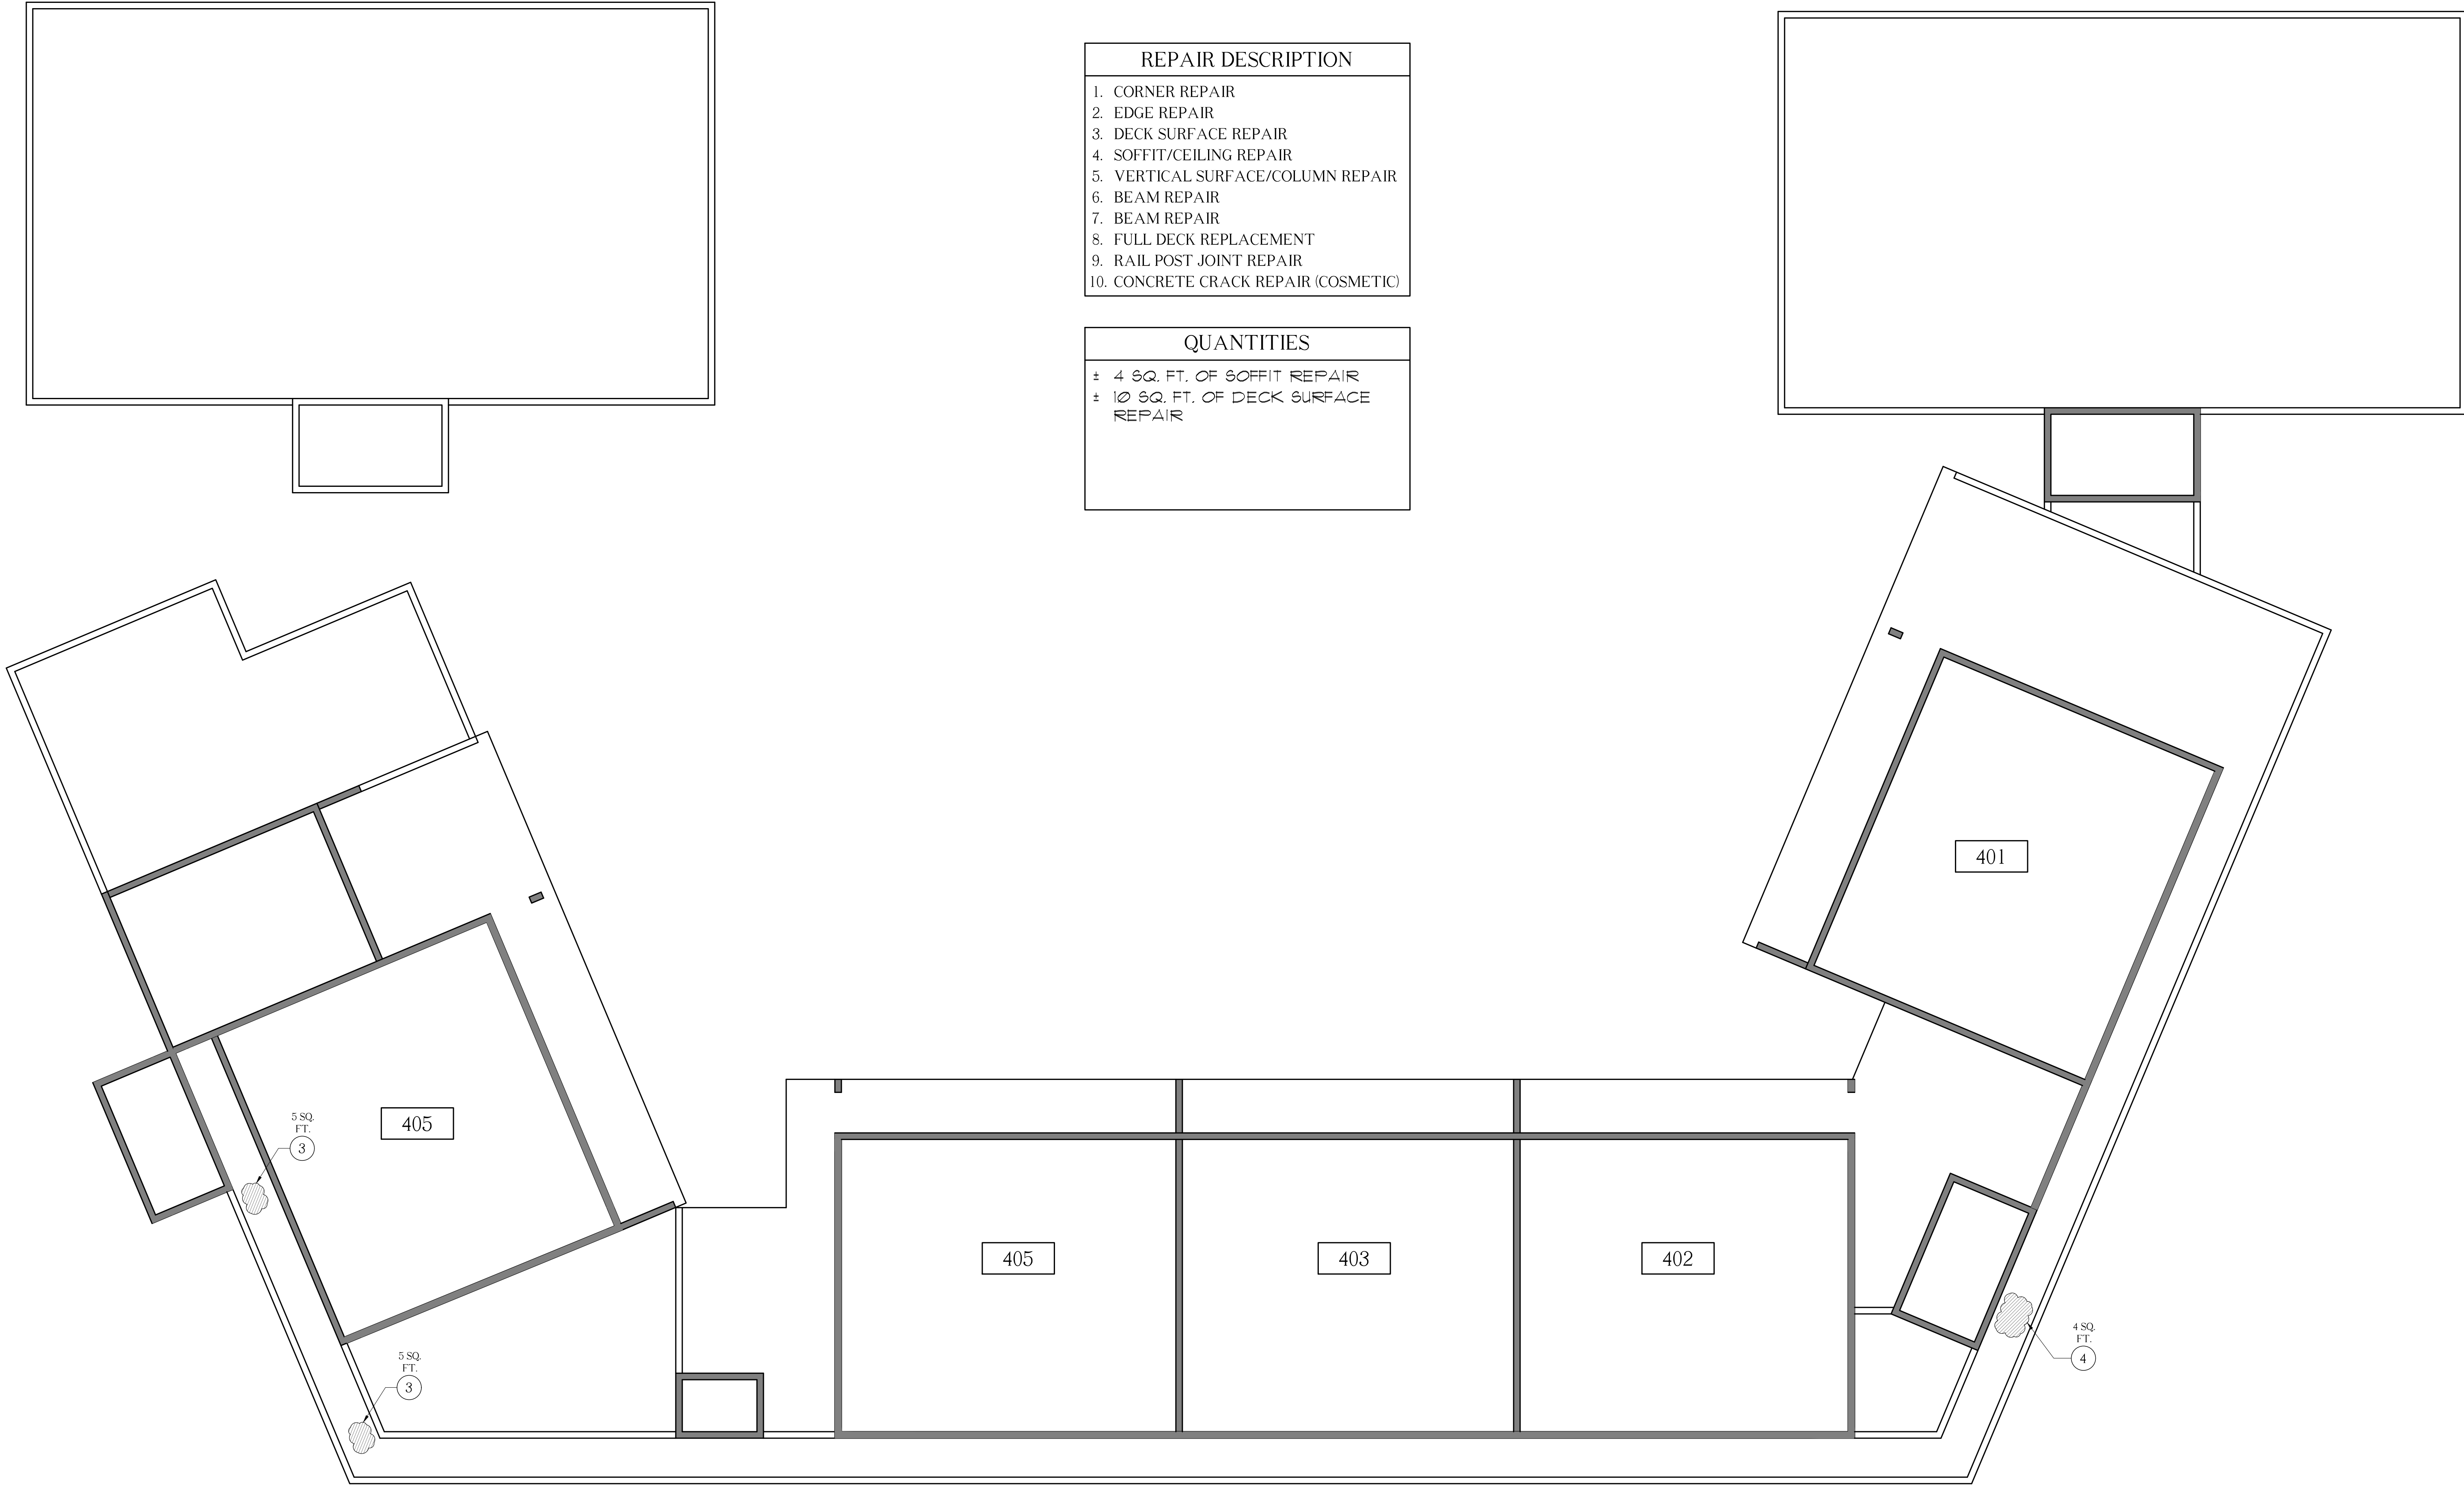 REPAIR DESCRIPTION
1. CORNER REPAIR
2. EDGE REPAIR
3. DECK SURFACE REPAIR
4. SOFFIT/CEILING REPAIR
5. VERTICAL SURFACE/COLUMN REPAIR
6. BEAM REPAIR
7. BEAM REPAIR
8. FULL DECK REPLACEMENT
9. RAIL POST JOINT REPAIR
10. CONCRETE CRACK REPAIR (COSMETIC)
QUANTITIES
± 4 SQ. FT. OF SOFFIT REPAIR
± 10 SQ. FT. OF DECK SURFACE
REPAIR
401
405
5 SQ.
FT.
3
405
403
402
5 SQ.
FT.
3
4 SQ.
FT.
4